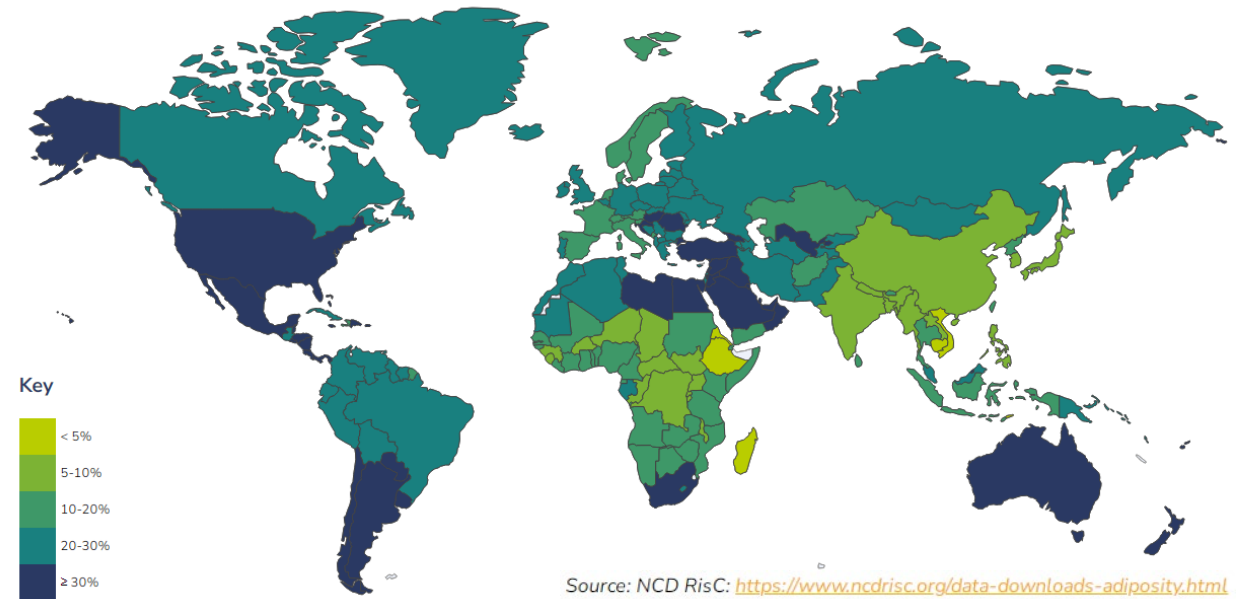 Key
< 5%
5-10%
10-20%
20-30%
≥ 30%
Source: NCD RisC: https://www.ncdrisc.org/data-downloads-adiposity.html